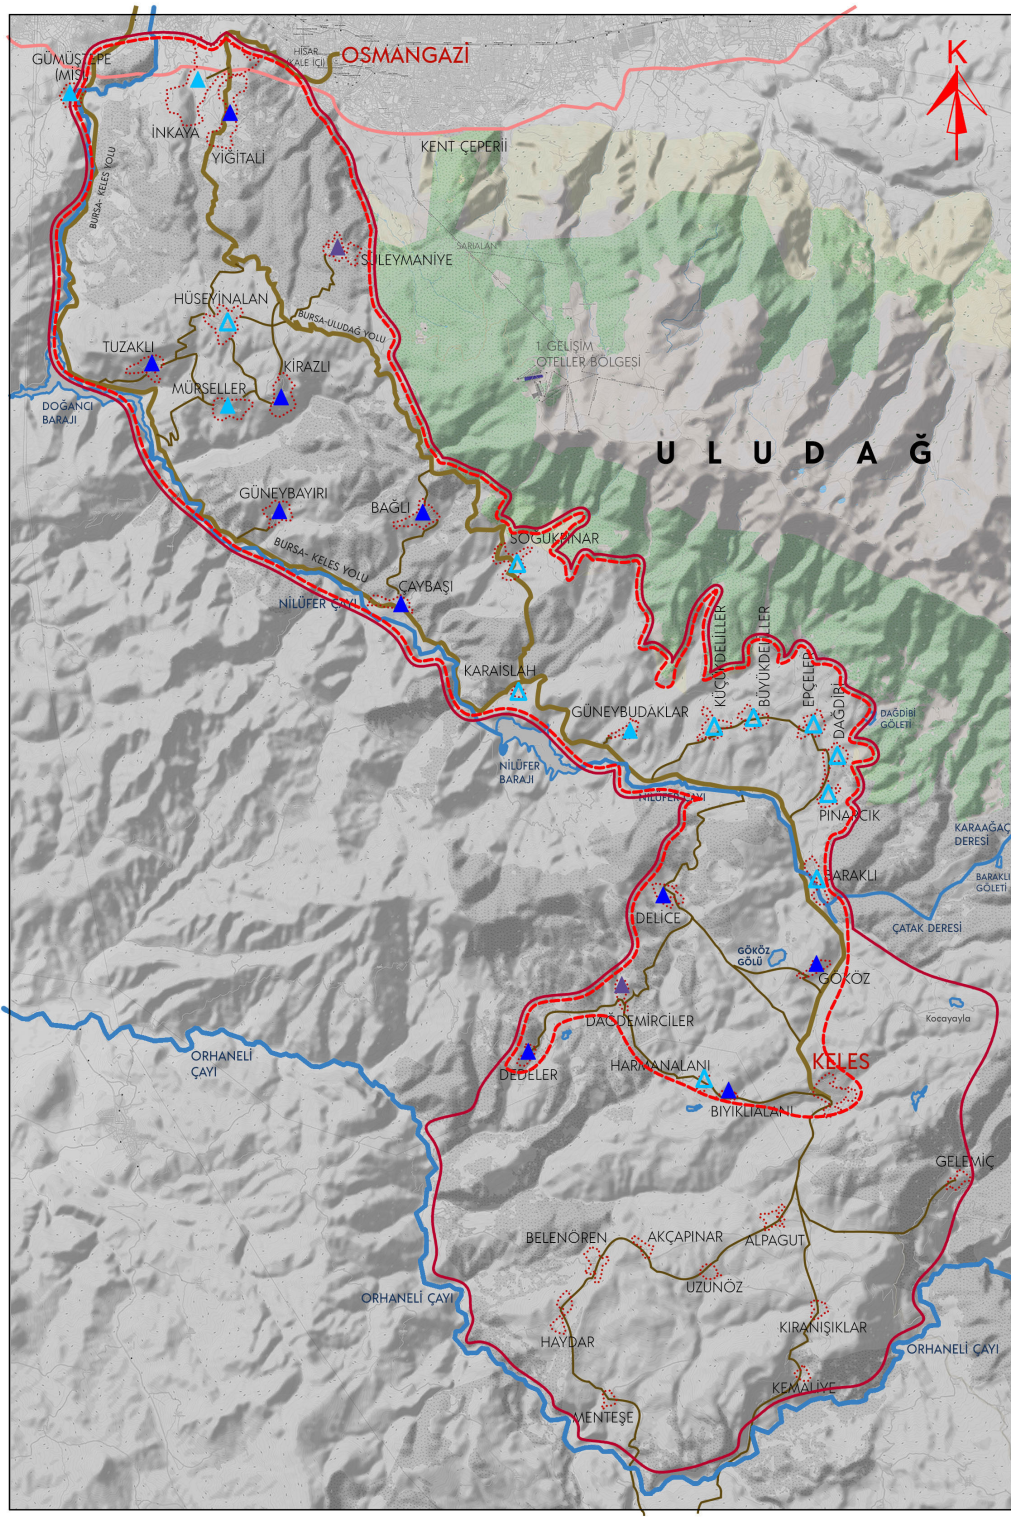 GÜMÜŞTEPE
(MİSİ)
HİSAR
(KALE İÇİ)
OSMANGAZİ
K
İNKAYA
YİĞİTALİ
KENT ÇEPERİİ
BURSA- KELES YOLU
SARIALAN
SÜLEYMANİYE
HÜSEYİNALAN
BURSA-ULUDAĞ YOLU
TUZAKLI
KİRAZLI
1. GELİŞİM
OTELLER BÖLGESİ
MÜRSELLER
DOĞANCI
BARAJI
ULUDAĞ
GÜNEYBAYIRI
BAĞLI
SOĞUKPINAR
BURSA- KELES YOLU
ÇAYBAŞI
NİLÜFER ÇAYI
KÜÇÜKDELİLLER
BÜYÜKDELİLLER
EPÇELER
DAĞDİBİ
KARAİSLAH
GÜNEYBUDAKLAR
DAĞDİBİ
GÖLETİ
NİLÜFER
BARAJI
NİLÜFER ÇAYI
PINARCIK
KARAAĞAÇ
DERESİ
BARAKLI
BARAKLI
GÖLETİ
DELİCE
ÇATAK DERESİ
GÖKÖZ
GÖLÜ
GÖKÖZ
DAĞDEMİRCİLER
Kocayayla
ORHANELİ
ÇAYI
DEDELER
HARMANALANI
KELES
BIYIKLIALANI
GELEMİÇ
BELENÖREN
AKÇAPINAR
ALPAGUT
UZUNÖZ
ORHANELİ ÇAYI
HAYDAR
KIRANIŞIKLAR
ORHANELİ ÇAYI
KEMALİYE
MENTEŞE